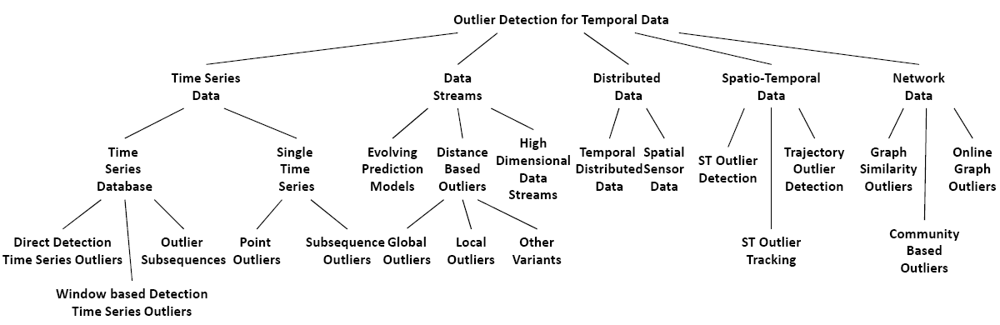 Outlier Detection for Temporal Data
Time Series
Data
Data
Streams
Distributed
Data
Spatio-Temporal
Data
Network
Data
Time
Series
Database
Single
Time
Series
Evolving
Prediction
Models
Distance
Based
Outliers
High
Dimensional
Data
Streams
Temporal
Distributed
Data
Spatial
Sensor
Data
ST Outlier
Detection
Trajectory
Outlier
Detection
Graph
Similarity
Outliers
Online
Graph
Outliers
Direct Detection
Time Series Outliers
Window based Detection
Time Series Outliers
Outlier
Subsequences
Point
Outliers
Subsequence
Outliers
Global
Outliers
Local
Outliers
Other
Variants
ST Outlier
Tracking
Community
Based
Outliers